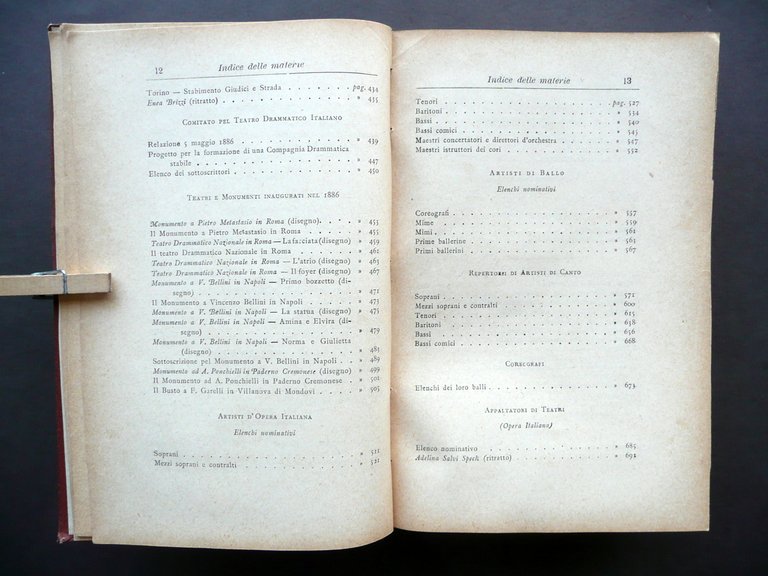 12 Indice delle materie
Torino — Stabimento Giudici e Strada . . . . . . . pag. 434
Enea Brizzi (ritratto) . . . . . . . . . . . . . » 435
COMITATO PEL TEATRO DRAMMATICO ITALIANO
Relazione 5 maggio 1886 . . . . . . . . . . . . » 439
Progetto per la formazione di una Compagnia Drammatica
stabile . . . . . . . . . . . . . . . . . . » 447
Elenco dei sottoscrittori . . . . . . . . . . . . » 450
TEATRI E MONUMENTI INAUGURATI NEL 1886
Monumento a Pietro Metastasio in Roma (disegno). . . . » 455
Il Monumento a Pietro Metastasio in Roma . . . . . . » 455
Teatro Drammatico Nazionale in Roma — La facciata (disegno) » 459
Il teatro Drammatico Nazionale in Roma . . . . . . . » 461
Teatro Drammatico Nazionale in Roma — L'atrio (disegno) . » 465
Teatro Drammatico Nazionale in Roma — Il foyer (disegno) . » 467
Monumento a V. Bellini in Napoli — Primo bozzetto (di-
segno) . . . . . . . . . . . . . . . . . . » 471
Il Monumento a Vincenzo Bellini in Napoli . . . . . . » 473
Monumento a V. Bellini in Napoli — La statua (disegno) . » 475
Monumento a V. Bellini in Napoli — Amina e Elvira (di-
segno) . . . . . . . . . . . . . . . . . . » 479
Monumento a V. Bellini in Napoli — Norma e Giulietta
(disegno) . . . . . . . . . . . . . . . . . » 483
Sottoscrizione pel Monumento a V. Bellini in Napoli . . . » 489
Monumento ad A. Ponchielli in Paderno Cremonese (disegno) » 499
Il Monumento ad A. Ponchielli in Paderno Cremonese . . . » 501
Il Busto a F. Garelli in Villanova di Mondovì . . . . . » 505
ARTISTI D'OPERA ITALIANA
Elenchi nominativi
Soprani . . . . . . . . . . . . . . . . . . » 511
Mezzi soprani e contralti . . . . . . . . . . . . » 521
Indice delle materie 13
Tenori . . . . . . . . . . . . . . . . . . pag. 527
Baritoni . . . . . . . . . . . . . . . . . . » 534
Bassi . . . . . . . . . . . . . . . . . . . » 540
Bassi comici . . . . . . . . . . . . . . . . » 545
Maestri concertatori e direttori d'orchestra . . . . . . » 547
Maestri istruttori dei cori . . . . . . . . . . . . » 552
ARTISTI DI BALLO
Elenchi nominativi
Coreografi . . . . . . . . . . . . . . . . . » 557
Mime . . . . . . . . . . . . . . . . . . . » 559
Mimi . . . . . . . . . . . . . . . . . . . » 561
Prime ballerine . . . . . . . . . . . . . . . . » 563
Primi ballerini . . . . . . . . . . . . . . . . » 567
REPERTORII DI ARTISTI DI CANTO
Soprani . . . . . . . . . . . . . . . . . . » 571
Mezzi soprani e contralti . . . . . . . . . . . . » 600
Tenori . . . . . . . . . . . . . . . . . . » 615
Baritoni . . . . . . . . . . . . . . . . . . » 638
Bassi . . . . . . . . . . . . . . . . . . . » 656
Bassi comici . . . . . . . . . . . . . . . . » 668
COREOGRAFI
Elenchi dei loro balli . . . . . . . . . . . . . . » 673
APPALTATORI DI TEATRI
(Opera Italiana)
Elenco nominativo . . . . . . . . . . . . . . » 685
Adelina Salvi Speck (ritratto) . . . . . . . . . . . » 691